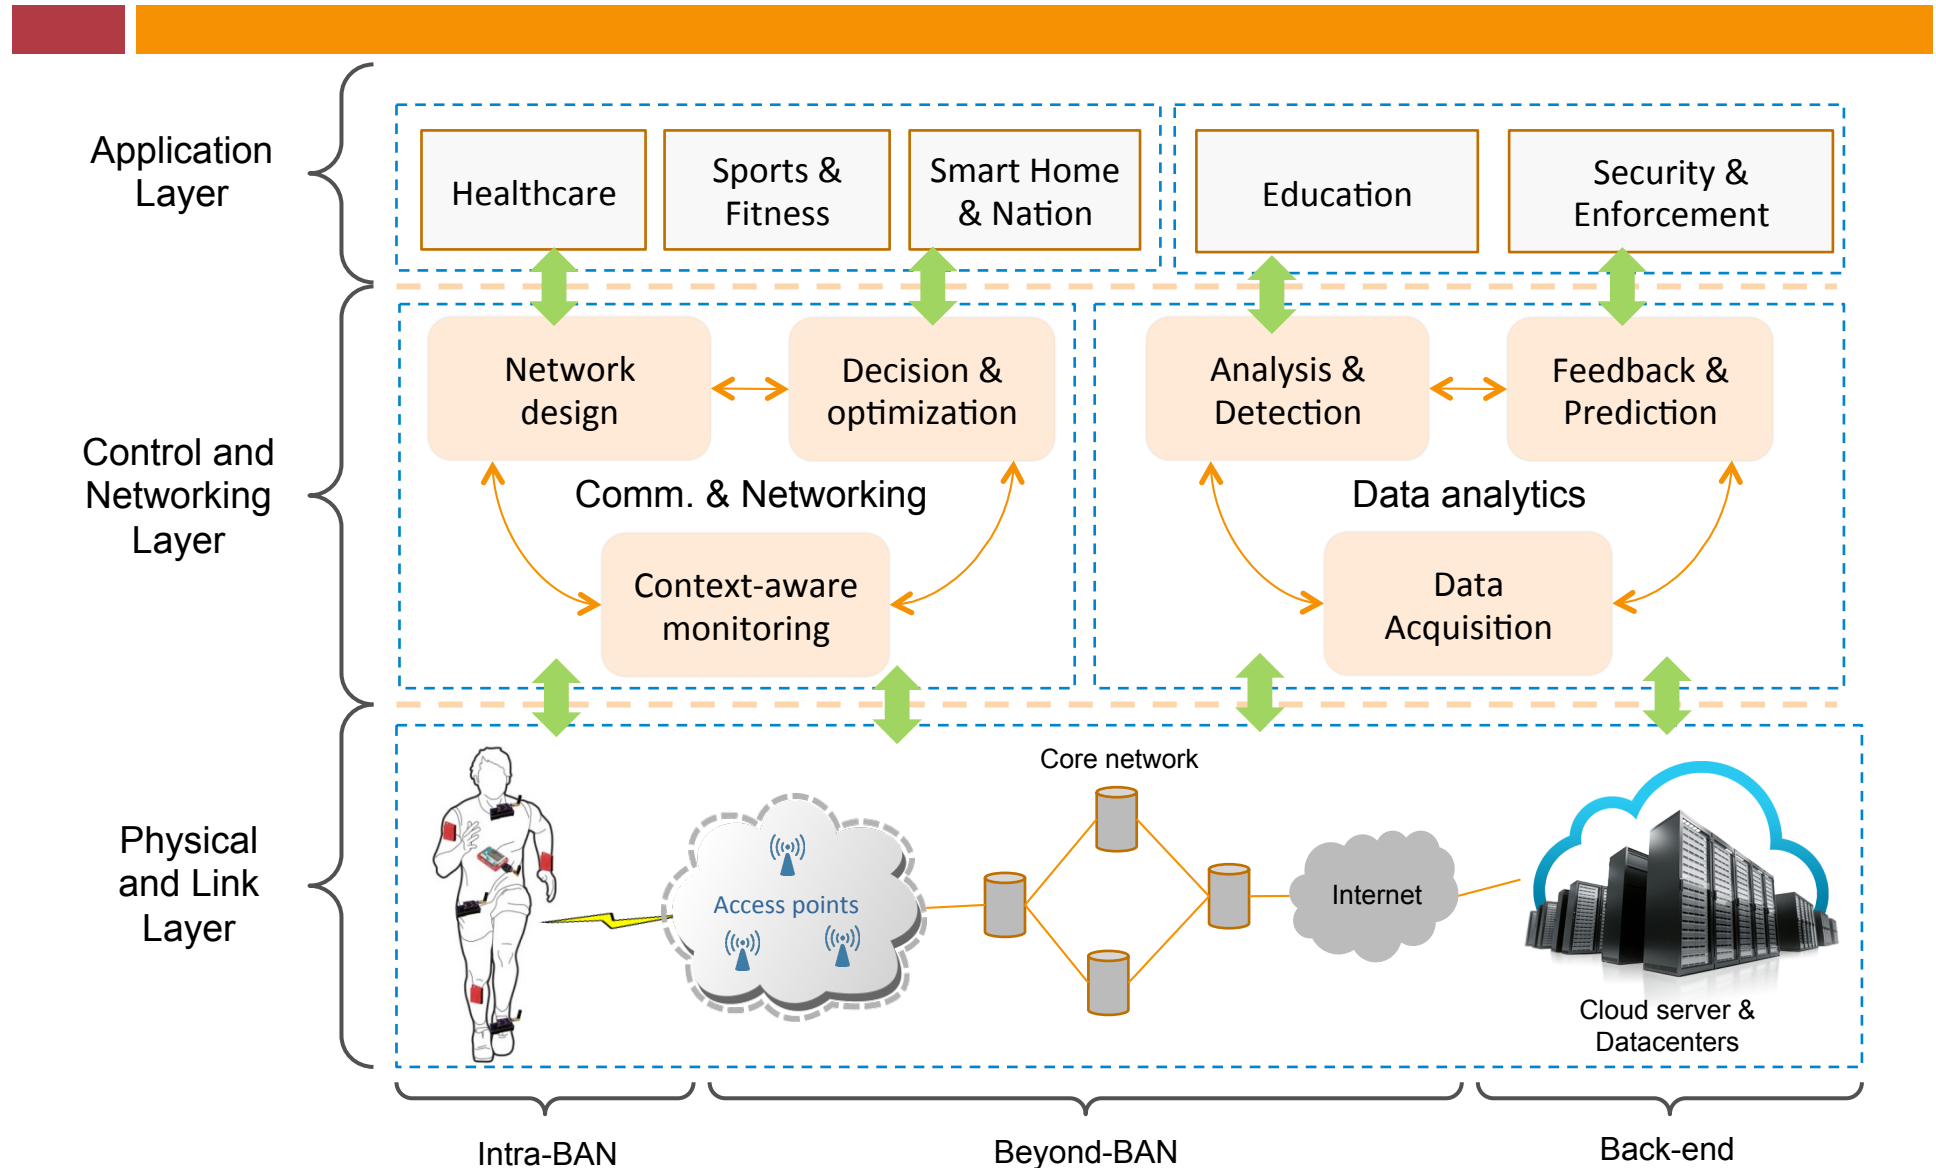 Application
Layer
Healthcare
Sports &
Fitness
Smart Home
& Nation
Education
Security &
Enforcement
Control and
Networking
Layer
Network
design
Decision &
optimization
Comm. & Networking
Context-aware
monitoring
Analysis &
Detection
Feedback &
Prediction
Data analytics
Data
Acquisition
Physical
and Link
Layer
Access points
Core network
Internet
Cloud server &
Datacenters
Intra-BAN
Beyond-BAN
Back-end